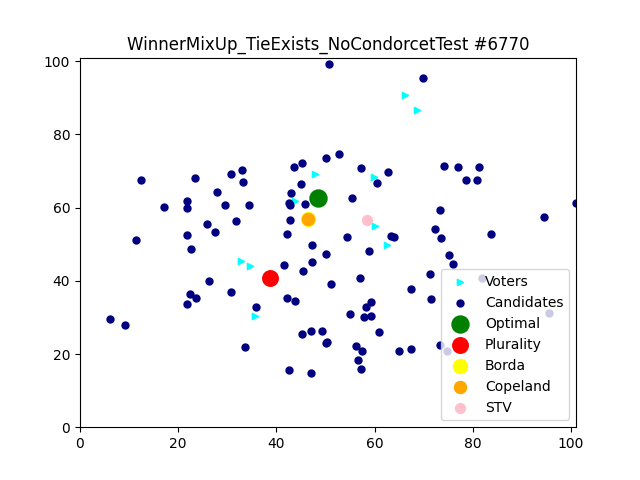 WinnerMixUp_TieExists_NoCondorcetTest #6770
100
80
60
40
20
0
0 20 40 60 80 100
Voters
Candidates
Optimal
Plurality
Borda
Copeland
STV